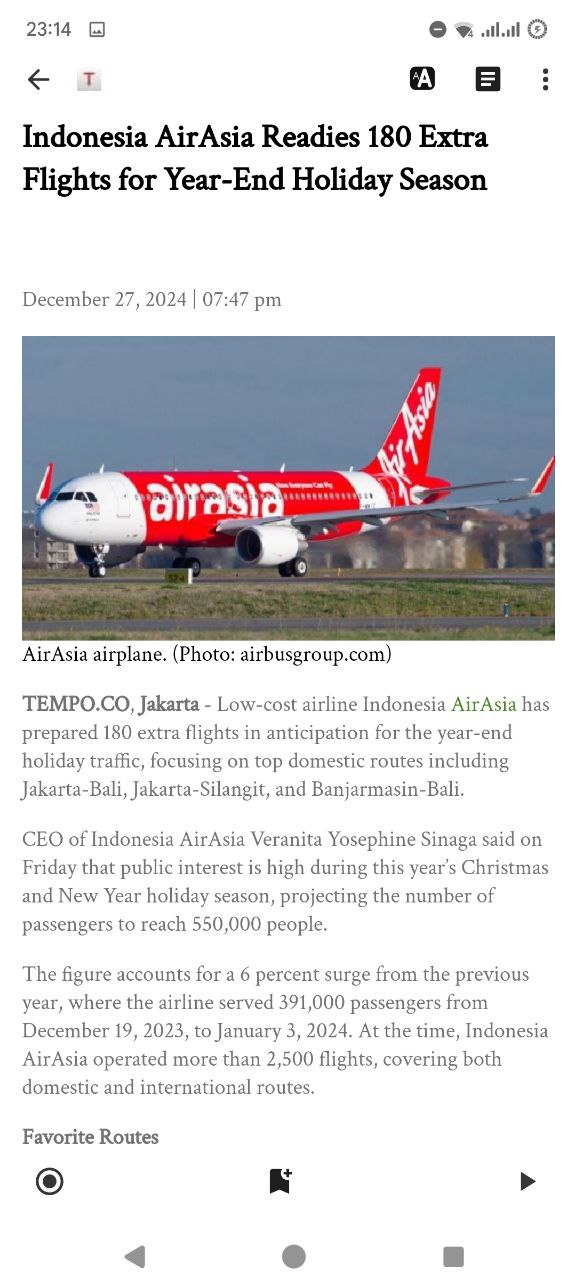 23:14
T
A A
Indonesia AirAsia Readies 180 Extra
Flights for Year-End Holiday Season
December 27, 2024 | 07:47 pm
AirAsia
Now Everyone Can Fly
airasia
AirAsia airplane. (Photo: airbusgroup.com)
TEMPO.CO, Jakarta - Low-cost airline Indonesia AirAsia has
prepared 180 extra flights in anticipation for the year-end
holiday traffic, focusing on top domestic routes including
Jakarta-Bali, Jakarta-Silangit, and Banjarmasin-Bali.
CEO of Indonesia AirAsia Veranita Yosephine Sinaga said on
Friday that public interest is high during this year’s Christmas
and New Year holiday season, projecting the number of
passengers to reach 550,000 people.
The figure accounts for a 6 percent surge from the previous
year, where the airline served 391,000 passengers from
December 19, 2023, to January 3, 2024. At the time, Indonesia
AirAsia operated more than 2,500 flights, covering both
domestic and international routes.
Favorite Routes